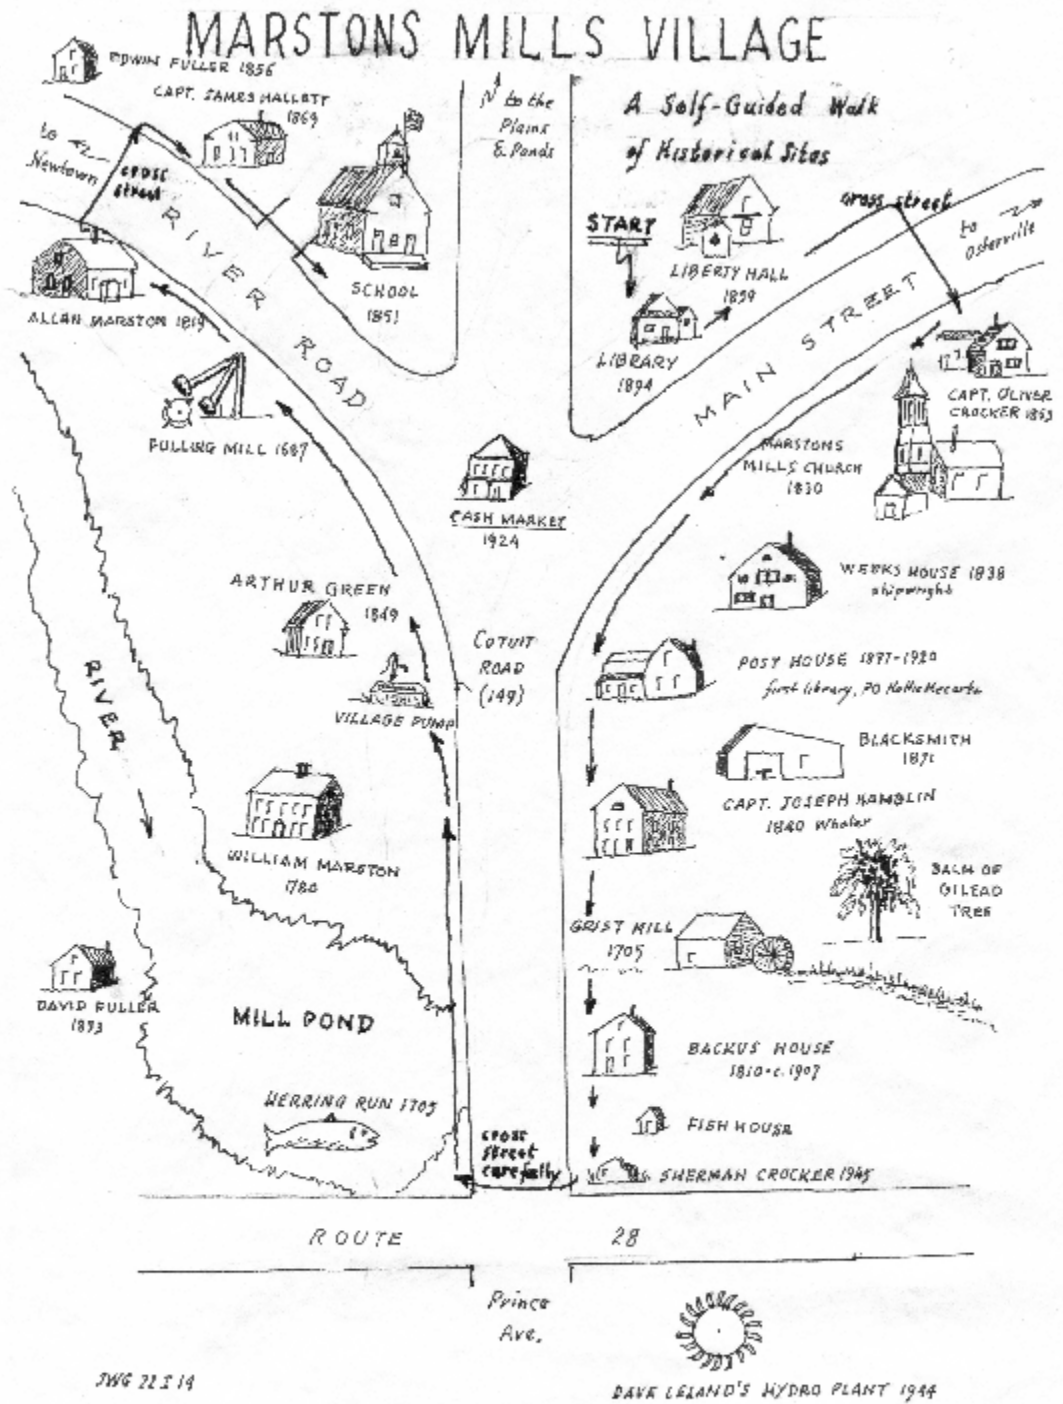 MARSTONS MILLS VILLAGE
EDWIN FULLER 1856
CAPT. JAMES HALLETT
1869
to
Newtown
cross
street
N to the
Plains
& Ponds
A Self-Guided Walk
of Historical Sites
START
LIBERTY HALL
1859
LIBRARY
1894
cross street
to
Osterville
SCHOOL
1851
ALLAN MARSTON 1819
RIVER ROAD
MAIN STREET
CAPT. OLIVER
CROCKER 1863
FULLING MILL 1687
MARSTONS
MILLS CHURCH
1830
CASH MARKET
1924
WEEKS HOUSE 1838
shipwright
ARTHUR GREEN
1849
COTUIT
ROAD
(149)
POST HOUSE 1897-1920
first library, PO
VILLAGE PUMP
RIVER
BLACKSMITH
CAPT. JOSEPH HAMBLIN
1840 Whaler
WILLIAM MARSTON
1780
BALM OF
GILEAD
TREE
GRIST MILL
1705
DAVID FULLER
MILL POND
BACKUS HOUSE
1810-c. 1907
HERRING RUN 1705
FISH HOUSE
cross
street
carefully
SHERMAN CROCKER 1945
ROUTE 28
Prince
Ave.
JWG 22 I 19
DAVE LELAND'S HYDRO PLANT 1944